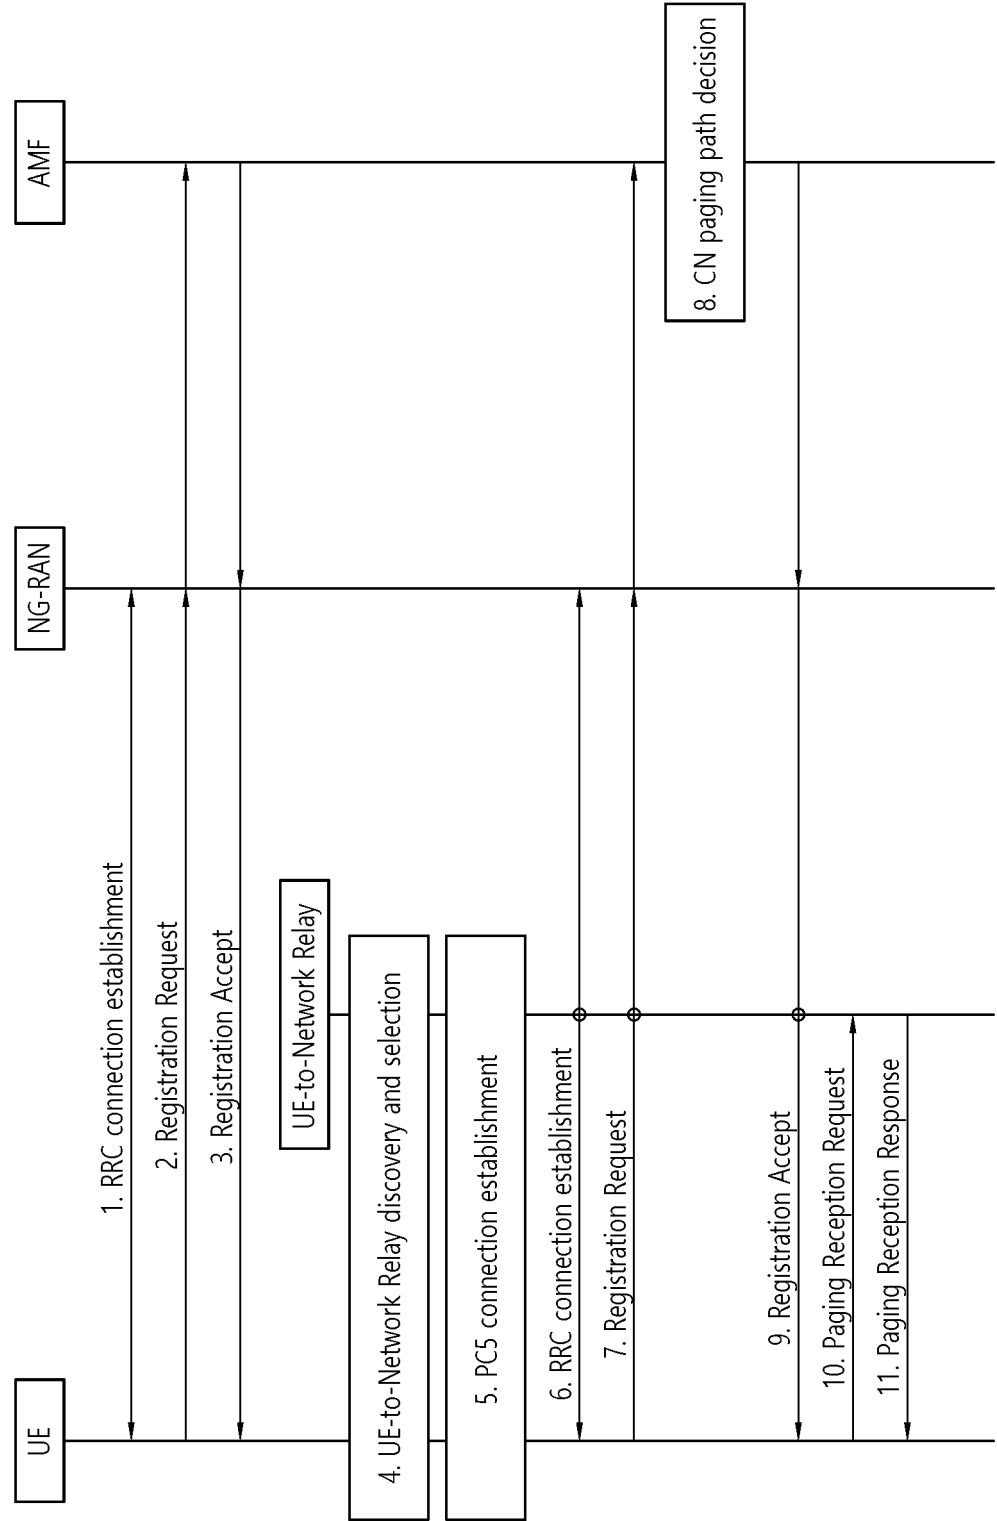 UE
UE-to-Network Relay
NG-RAN
AMF
1. RRC connection establishment
2. Registration Request
3. Registration Accept
4. UE-to-Network Relay discovery and selection
5. PC5 connection establishment
6. RRC connection establishment
7. Registration Request
8. CN paging path decision
9. Registration Accept
10. Paging Reception Request
11. Paging Reception Response